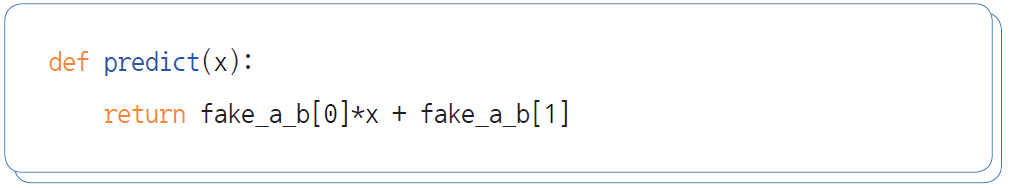 def predict(x):
    return fake_a_b[0]*x + fake_a_b[1]